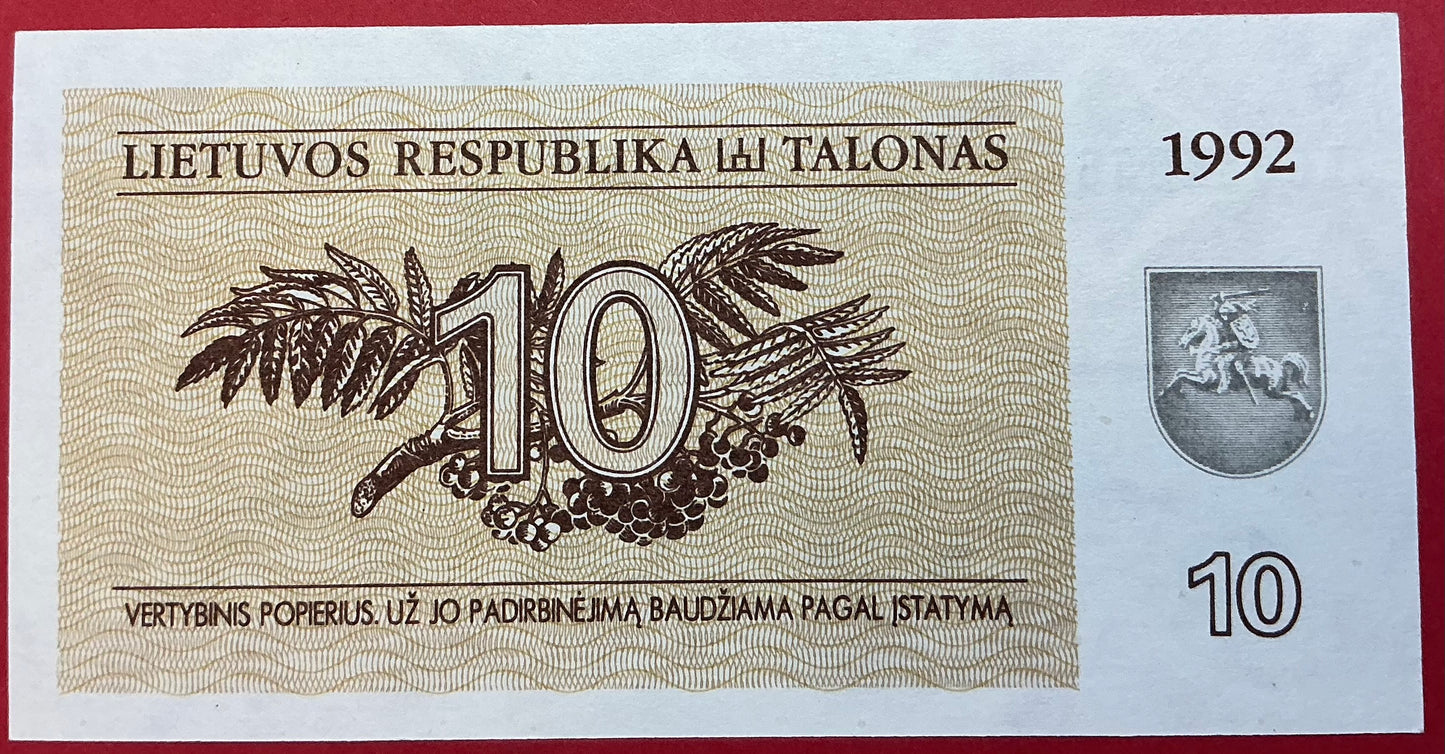 LIETUVOS RESPUBLIKA TALONAS
1992
10
VERTYBINIS POPIERIUS. UŽ JO PADIRBINĖJIMĄ BAUDŽIAMA PAGAL ĮSTATYMĄ
10